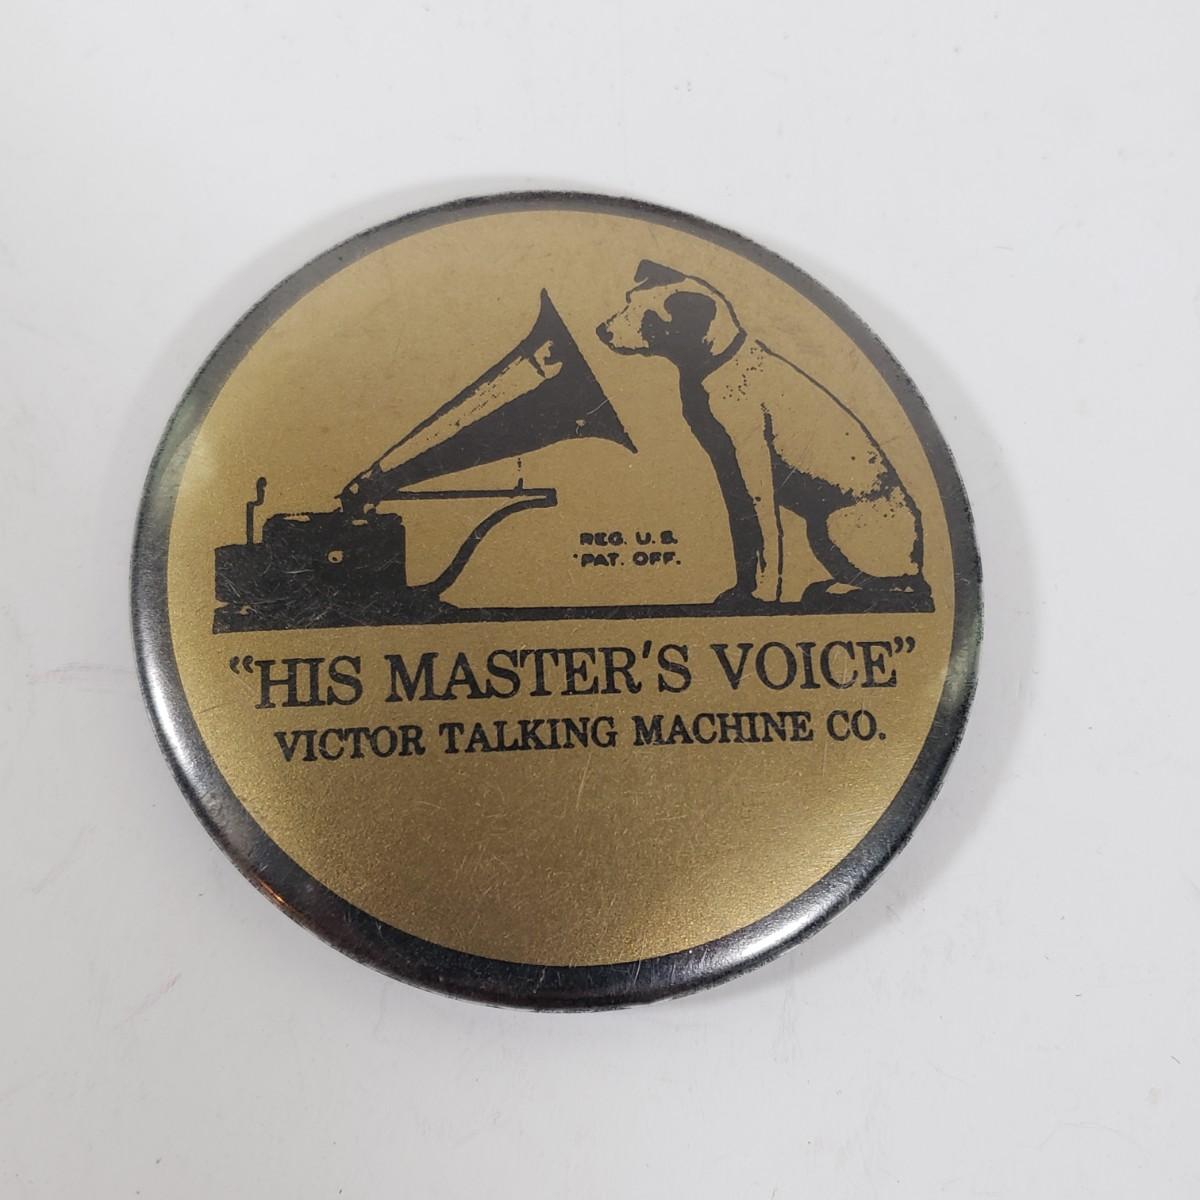 REG. U. S.
PAT. OFF.
“HIS MASTER'S VOICE”
VICTOR TALKING MACHINE CO.